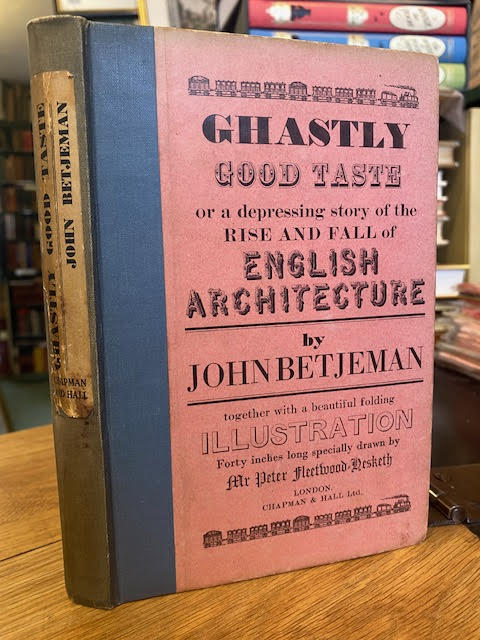 GHASTLY GOOD TASTE
JOHN BETJEMAN
CHAPMAN
AND HALL
GHASTLY
GOOD TASTE
or a depressing story of the
RISE AND FALL of
ENGLISH
ARCHITECTURE
by
JOHN BETJEMAN
together with a beautiful folding
ILLUSTRATION
Forty inches long specially drawn by
Mr Peter Fleetwood-Hesketh
LONDON.
CHAPMAN & HALL Ltd.